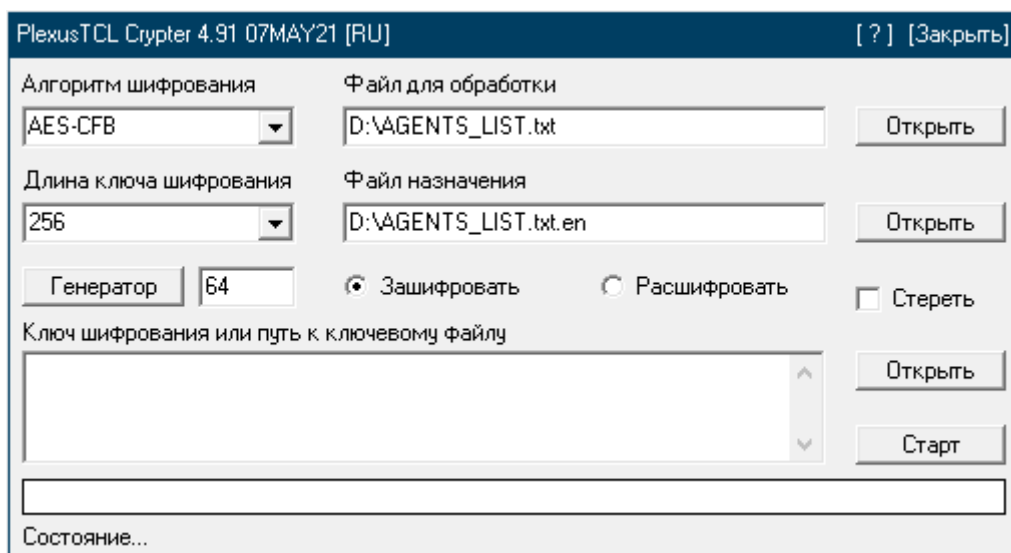 PlexusTCL Crypter 4.91 07MAY21 [RU] [ ? ] [Закрыть]
Алгоритм шифрования Файл для обработки
AES-CFB D:\AGENTS_LIST.txt Открыть
Длина ключа шифрования Файл назначения
256 D:\AGENTS_LIST.txt.en Открыть
Генератор 64 Зашифровать Расшифровать Стереть
Ключ шифрования или путь к ключевому файлу
Открыть
Старт
Состояние...